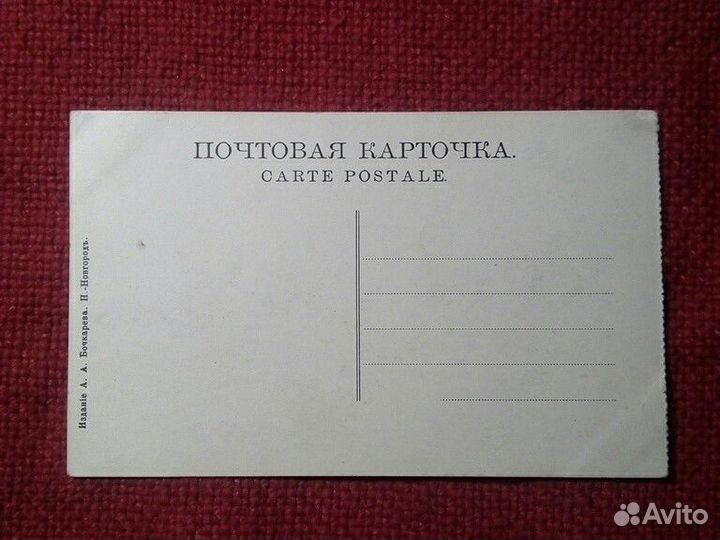 ПОЧТОВАЯ КАРТОЧКА.
CARTE POSTALE.
Изданіе А. А. Бочкарева. Н.-Новгородъ.
Avito